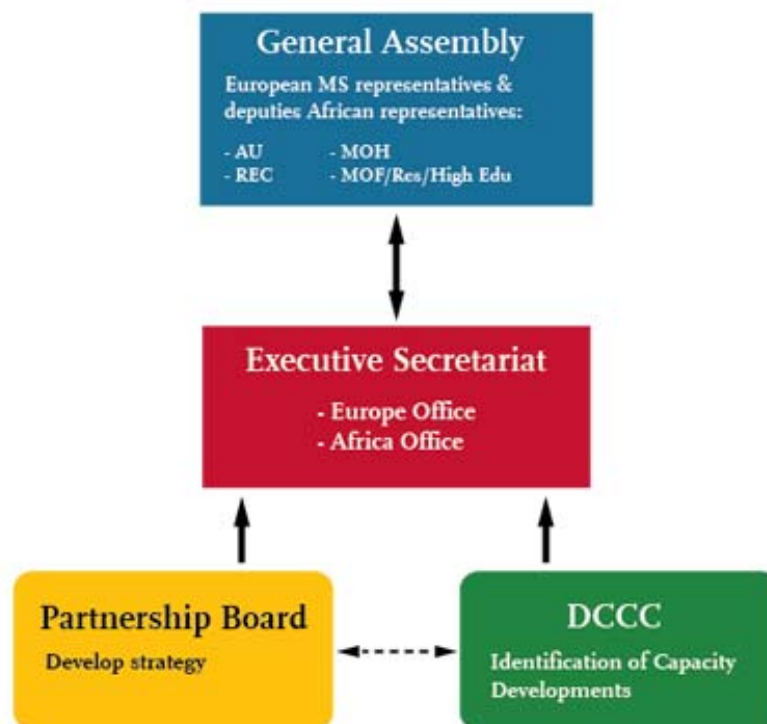 General Assembly
European MS representatives &
deputies African representatives:
- AU - MOH
- REC - MOF/Res/High Edu
Executive Secretariat
- Europe Office
- Africa Office
Partnership Board
Develop strategy
DCCC
Identification of Capacity
Developments